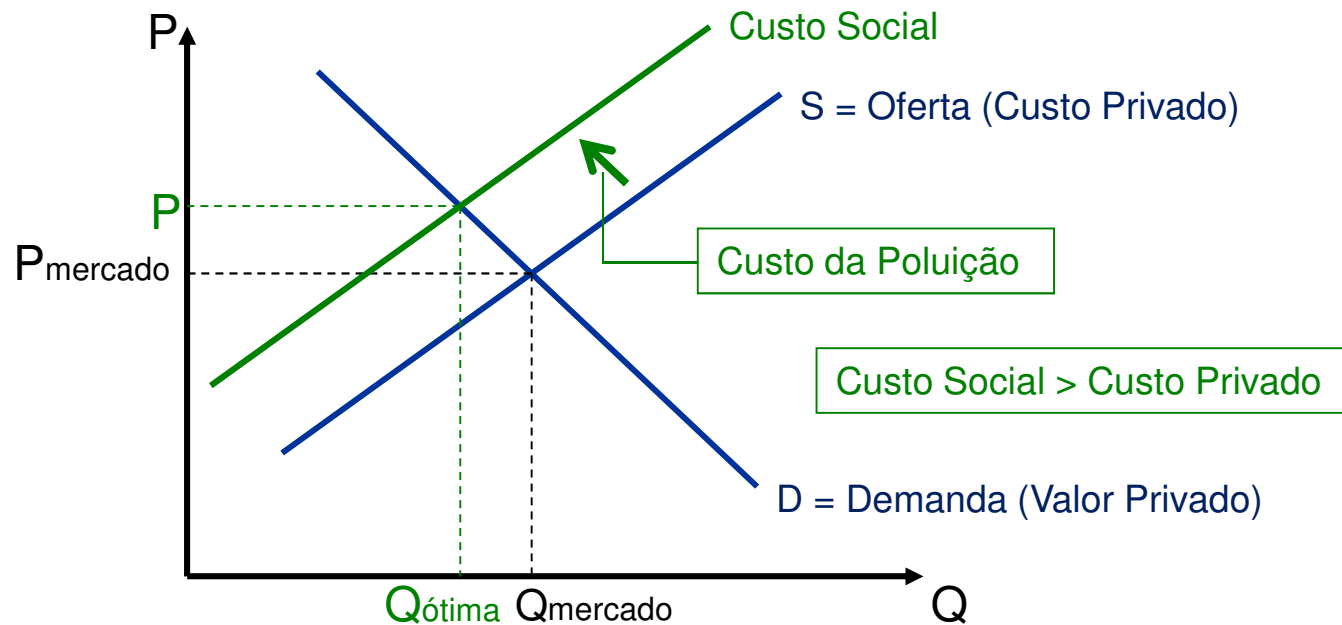 P
Custo Social
S = Oferta (Custo Privado)
P
Pmercado
Custo da Poluição
Custo Social > Custo Privado
D = Demanda (Valor Privado)
Qótima Qmercado Q